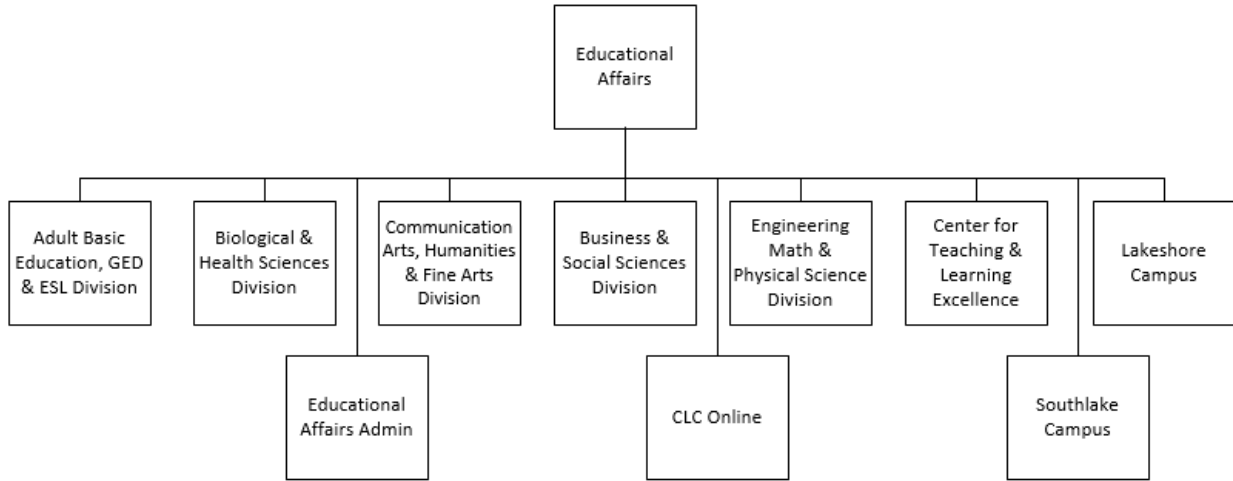 Educational
Affairs
Adult Basic
Education, GED
& ESL Division
Biological &
Health Sciences
Division
Communication
Arts, Humanities
& Fine Arts
Division
Business &
Social Sciences
Division
Engineering
Math &
Physical Science
Division
Center for
Teaching &
Learning
Excellence
Lakeshore
Campus
Educational
Affairs Admin
CLC Online
Southlake
Campus